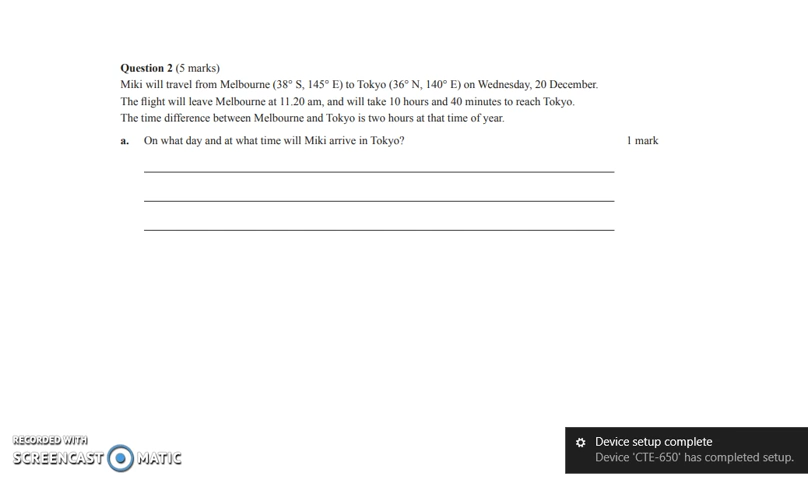 Question 2 (5 marks)
Miki will travel from Melbourne (38° S, 145° E) to Tokyo (36° N, 140° E) on Wednesday, 20 December.
The flight will leave Melbourne at 11.20 am, and will take 10 hours and 40 minutes to reach Tokyo.
The time difference between Melbourne and Tokyo is two hours at that time of year.
a. On what day and at what time will Miki arrive in Tokyo? 1 mark
RECORDED WITH
SCREENCAST MATIC
Device setup complete
Device 'CTE-650' has completed setup.